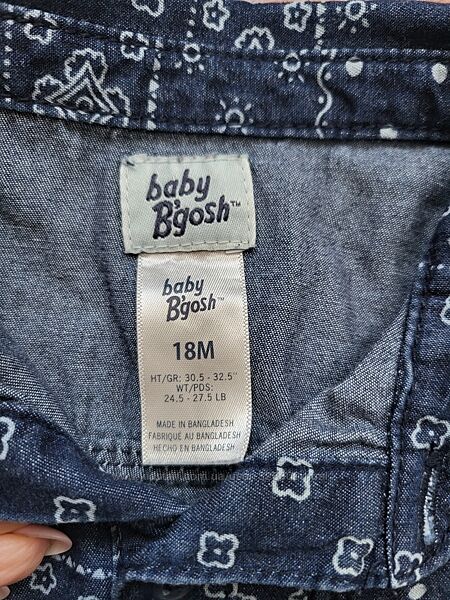 baby
B'gosh™
baby
B'gosh™
18M
HT/GR: 30.5 - 32.5"
WT/PDS:
24.5 - 27.5 LB
MADE IN BANGLADESH
FABRIQUÉ AU BANGLADESH
HECHO EN BANGLADESH